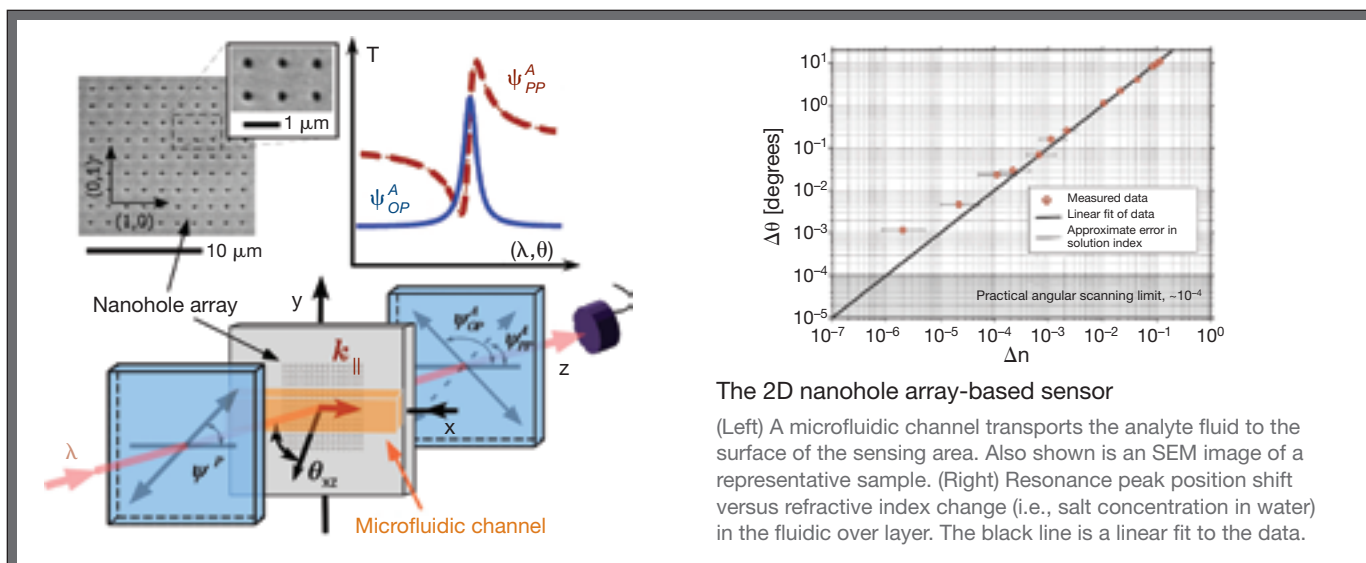 T
ψ^A_PP
ψ^A_OP
(λ,θ)
1 μm
(0,1)
(1,0)
10 μm
Nanohole array
y
k_||
ψ^A_OP
ψ^A_PP
z
x
λ
ψ^P
θ_xz
Microfluidic channel
Δθ [degrees]
10^1
10^0
10^–1
10^–2
10^–3
10^–4
10^–5
Measured data
Linear fit of data
Approximate error in
solution index
Practical angular scanning limit, ~10^–4
10^–7
10^–6
10^–5
10^–4
10^–3
10^–2
10^–1
10^0
Δn
The 2D nanohole array-based sensor
(Left) A microfluidic channel transports the analyte fluid to the
surface of the sensing area. Also shown is an SEM image of a
representative sample. (Right) Resonance peak position shift
versus refractive index change (i.e., salt concentration in water)
in the fluidic over layer. The black line is a linear fit to the data.